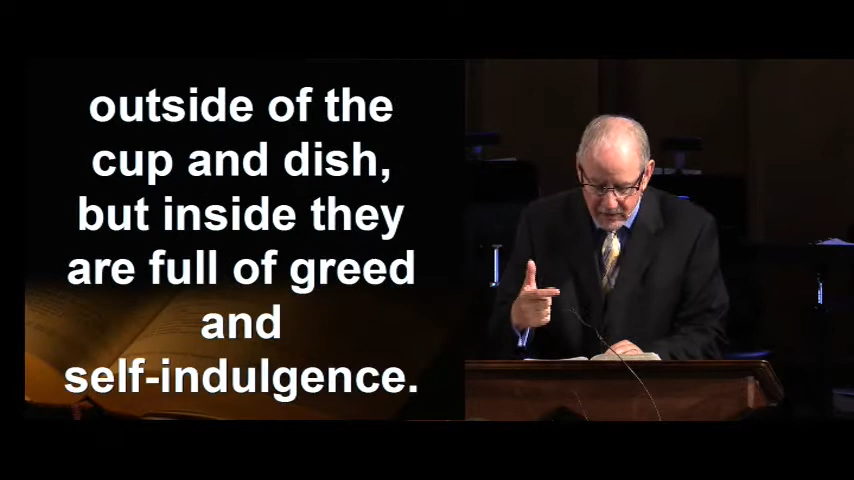 outside of the
cup and dish,
but inside they
are full of greed
and
self-indulgence.